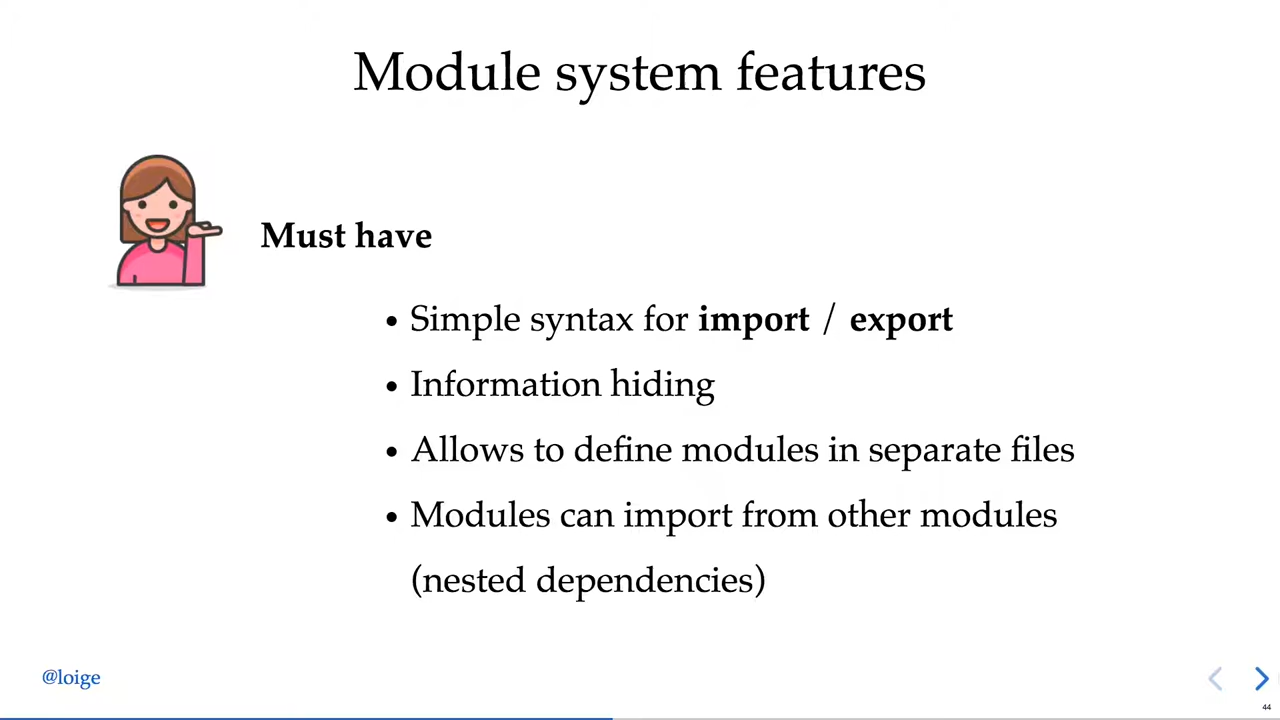 Module system features
Must have
• Simple syntax for import / export
• Information hiding
• Allows to define modules in separate files
• Modules can import from other modules
(nested dependencies)
@loige
44